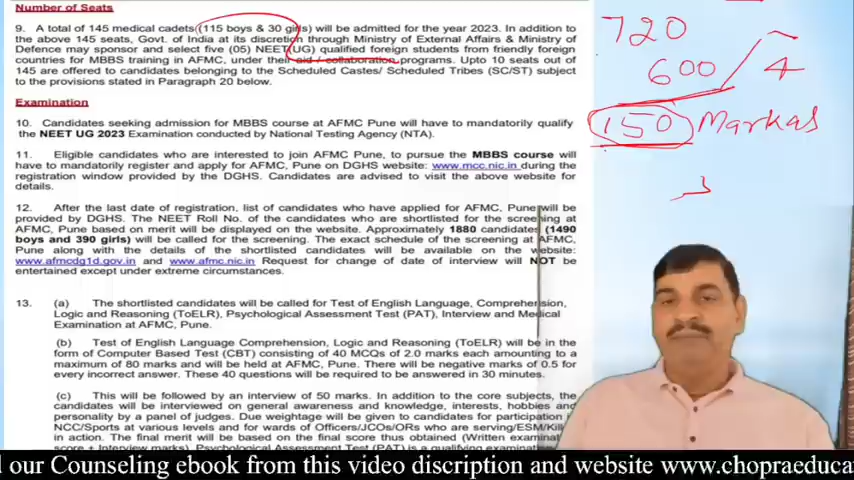 Number of Seats
9. A total of 145 medical cadets (115 boys & 30 girls) will be admitted for the year 2023. In addition to
the above 145 seats, Govt. of India at its discretion through Ministry of External Affairs & Ministry of
Defence may sponsor and select five (05) NEET(UG) qualified foreign students from friendly foreign
countries for MBBS training in AFMC, under their aid / collaboration programs. Upto 10 seats out of
145 are offered to candidates belonging to the Scheduled Castes/ Scheduled Tribes (SC/ST) subject
to the provisions stated in Paragraph 20 below.
Examination
10. Candidates seeking admission for MBBS course at AFMC Pune will have to mandatorily qualify
the NEET UG 2023 Examination conducted by National Testing Agency (NTA).
11. Eligible candidates who are interested to join AFMC Pune, to pursue the MBBS course will
have to mandatorily register and apply for AFMC, Pune on DGHS website: www.mcc.nic.in during the
registration window provided by the DGHS. Candidates are advised to visit the above website for
details.
12. After the last date of registration, list of candidates who have applied for AFMC, Pune will be
provided by DGHS. The NEET Roll No. of the candidates who are shortlisted for the screening at
AFMC, Pune based on merit will be displayed on the website. Approximately 1880 candidates (1490
boys and 390 girls) will be called for the screening. The exact schedule of the screening at AFMC,
Pune along with the details of the shortlisted candidates will be available on the website:
www.afmcdg1d.gov.in and www.afmc.nic.in Request for change of date of interview will NOT be
entertained except under extreme circumstances.
13. (a) The shortlisted candidates will be called for Test of English Language, Comprehension,
Logic and Reasoning (ToELR), Psychological Assessment Test (PAT), Interview and Medical
Examination at AFMC, Pune.
(b) Test of English Language Comprehension, Logic and Reasoning (ToELR) will be in the
form of Computer Based Test (CBT) consisting of 40 MCQs of 2.0 marks each amounting to a
maximum of 80 marks and will be held at AFMC, Pune. There will be negative marks of 0.5 for
every incorrect answer. These 40 questions will be required to be answered in 30 minutes.
(c) This will be followed by an interview of 50 marks. In addition to the core subjects, the
candidates will be interviewed on general awareness and knowledge, interests, hobbies and
personality by a panel of judges. Due weightage will be given to candidates for participation i
NCC/Sports at various levels and for wards of Officers/JCOs/ORs who are serving/ESM/Kill
in action. The final merit will be based on the final score thus obtained (Written examinat
score + Interview marks). Psychological Assessment Test (PAT) is a qualifying examination
720
600 / 4
150 Markas
d our Counseling ebook from this video discription and website www.chopraeduca